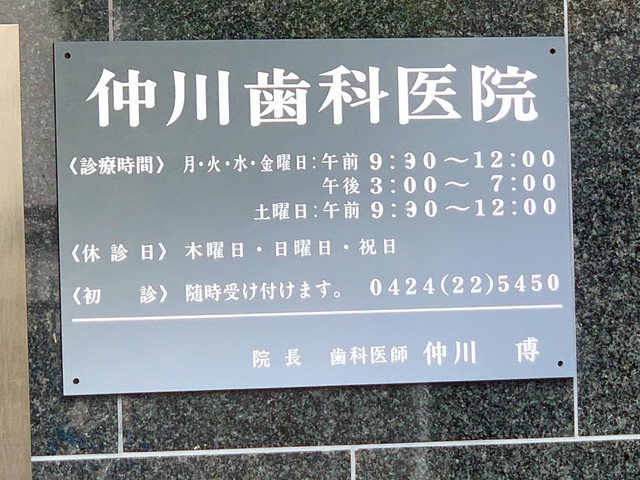 仲川歯科医院
〈診療時間〉 月・火・水・金曜日:午前 9:30〜12:00
午後 3:00〜 7:00
土曜日:午前 9:30〜12:00
〈休診日〉 木曜日・日曜日・祝日
〈初 診〉 随時受け付けます。 0424(22)5450
院長 歯科医師 仲川 博